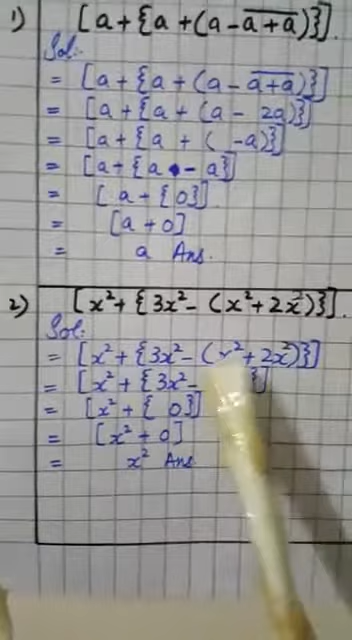 1) [a+{a+(a-a̅+̅a̅)}].
Sol:
= [a+{a+(a-a̅+̅a̅)}]
= [a+{a+(a-2a)}]
= [a+{a+(-a)}]
= [a+{a-a}]
= [a+{0}]
= [a+0]
= a Ans.
2) [x²+{3x²-(x²+2x²)}].
Sol:
= [x²+{3x²-(x²+2x²)}]
= [x²+{3x²- }]
= [x²+{0}]
= [x²+0]
= x² Ans